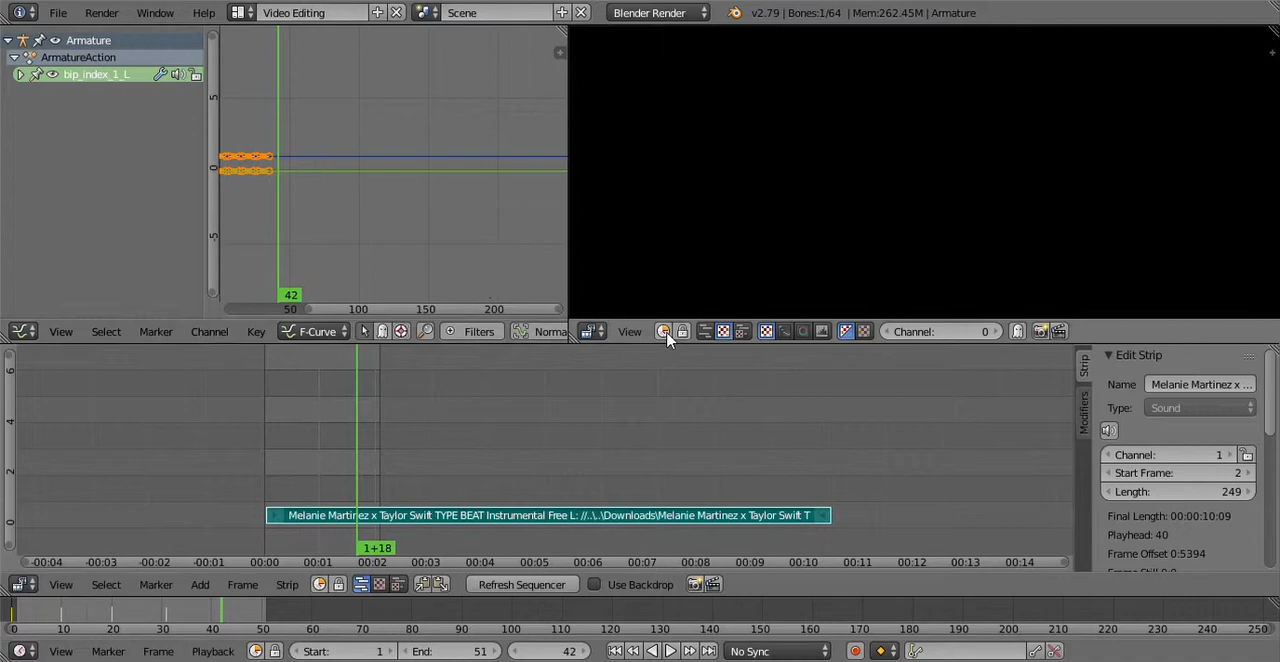 File Render Window Help Video Editing Scene Blender Render v2.79 | Bones:1/64 | Mem:262.45M | Armature
Armature
ArmatureAction
bip_index_1_L
5
0
-5
42
50 100 150 200
View Select Marker Channel Key F-Curve Filters Norma
View Channel: 0
6
4
2
0
Melanie Martinez x Taylor Swift TYPE BEAT Instrumental Free L: //..\..\Downloads\Melanie Martinez x Taylor Swift T
1+18
-00:04 -00:03 -00:02 -00:01 00:00 00:01 00:02 00:03 00:04 00:05 00:06 00:07 00:08 00:09 00:10 00:11 00:12 00:13 00:14
Strip
Modifiers
Edit Strip
Name Melanie Martinez x ...
Type: Sound
Channel: 1
Start Frame: 2
Length: 249
Final Length: 00:00:10:09
Playhead: 40
Frame Offset 0:5394
Frame Still 0:0
View Select Marker Add Frame Strip Refresh Sequencer Use Backdrop
0 10 20 30 40 50 60 70 80 90 100 110 120 130 140 150 160 170 180 190 200 210 220 230 240 250
View Marker Frame Playback Start: 1 End: 51 42 No Sync